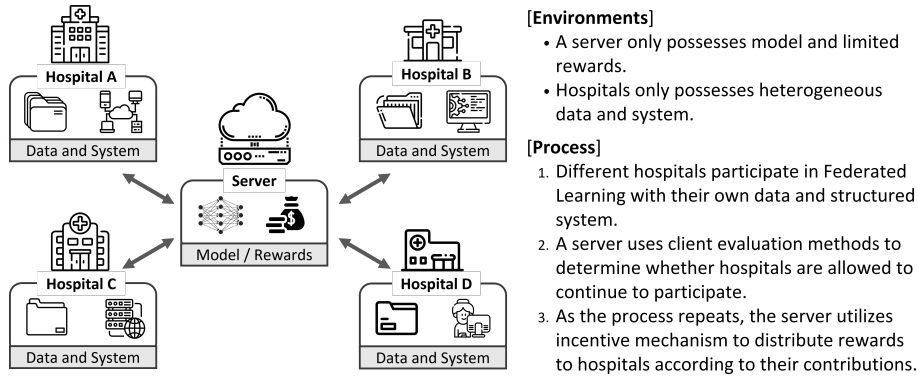 Hospital A
Data and System
Hospital B
Data and System
Server
$
Model / Rewards
Hospital C
Data and System
Hospital D
Data and System
[Environments]
• A server only possesses model and limited
rewards.
• Hospitals only possesses heterogeneous
data and system.
[Process]
1. Different hospitals participate in Federated
Learning with their own data and structured
system.
2. A server uses client evaluation methods to
determine whether hospitals are allowed to
continue to participate.
3. As the process repeats, the server utilizes
incentive mechanism to distribute rewards
to hospitals according to their contributions.